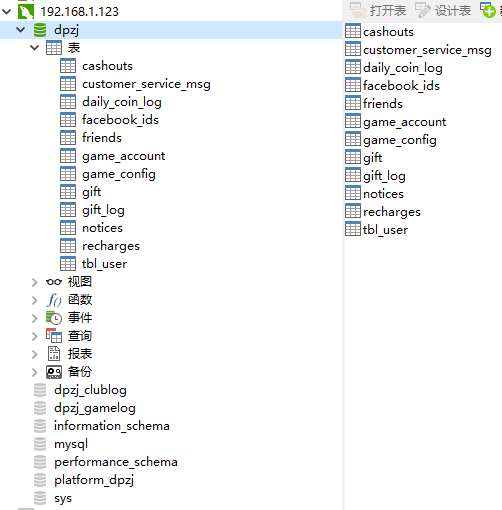 192.168.1.123
dpzj
表
cashouts
customer_service_msg
daily_coin_log
facebook_ids
friends
game_account
game_config
gift
gift_log
notices
recharges
tbl_user
视图
函数
事件
查询
报表
备份
dpzj_clublog
dpzj_gamelog
information_schema
mysql
performance_schema
platform_dpzj
sys
打开表 设计表
cashouts
customer_service_msg
daily_coin_log
facebook_ids
friends
game_account
game_config
gift
gift_log
notices
recharges
tbl_user